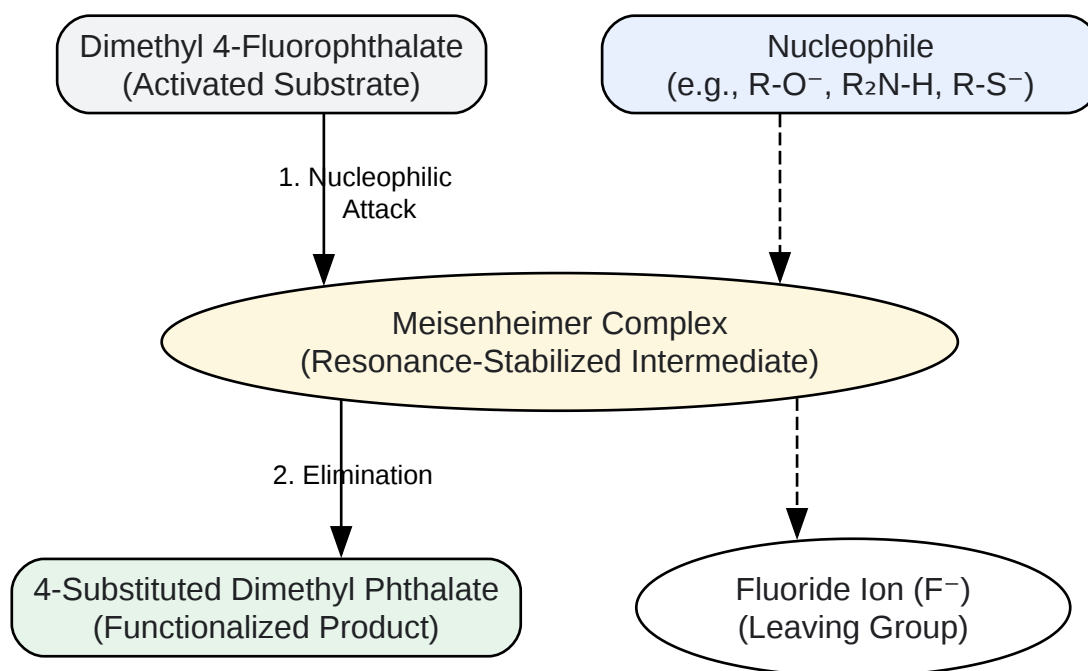 Dimethyl 4-Fluorophthalate
(Activated Substrate)
Nucleophile
(e.g., R-O⁻, R₂N-H, R-S⁻)
1. Nucleophilic
Attack
Meisenheimer Complex
(Resonance-Stabilized Intermediate)
2. Elimination
4-Substituted Dimethyl Phthalate
(Functionalized Product)
Fluoride Ion (F⁻)
(Leaving Group)